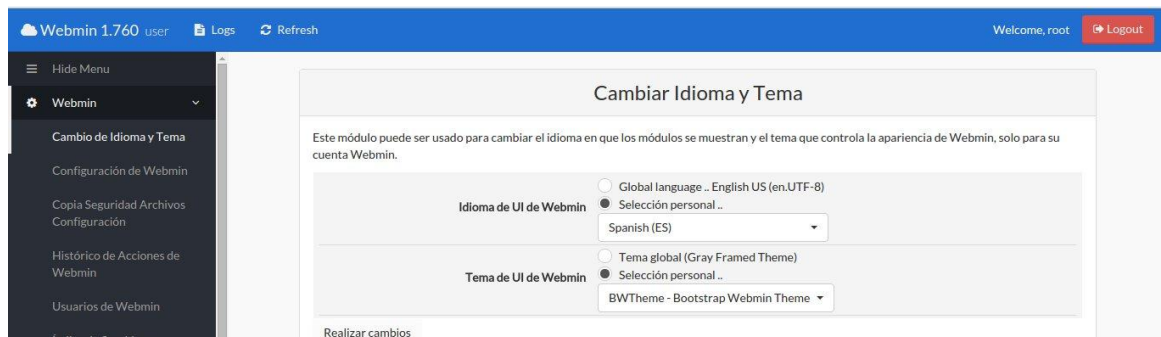 Webmin 1.760 user Logs Refresh Welcome, root Logout
Hide Menu
Webmin
Cambio de Idioma y Tema
Configuración de Webmin
Copia Seguridad Archivos
Configuración
Histórico de Acciones de
Webmin
Usuarios de Webmin
Cambiar Idioma y Tema
Este módulo puede ser usado para cambiar el idioma en que los módulos se muestran y el tema que controla la apariencia de Webmin, solo para su
cuenta Webmin.
Idioma de UI de Webmin
Global language .. English US (en.UTF-8)
Selección personal ..
Spanish (ES)
Tema de UI de Webmin
Tema global (Gray Framed Theme)
Selección personal ..
BWTheme - Bootstrap Webmin Theme
Realizar cambios